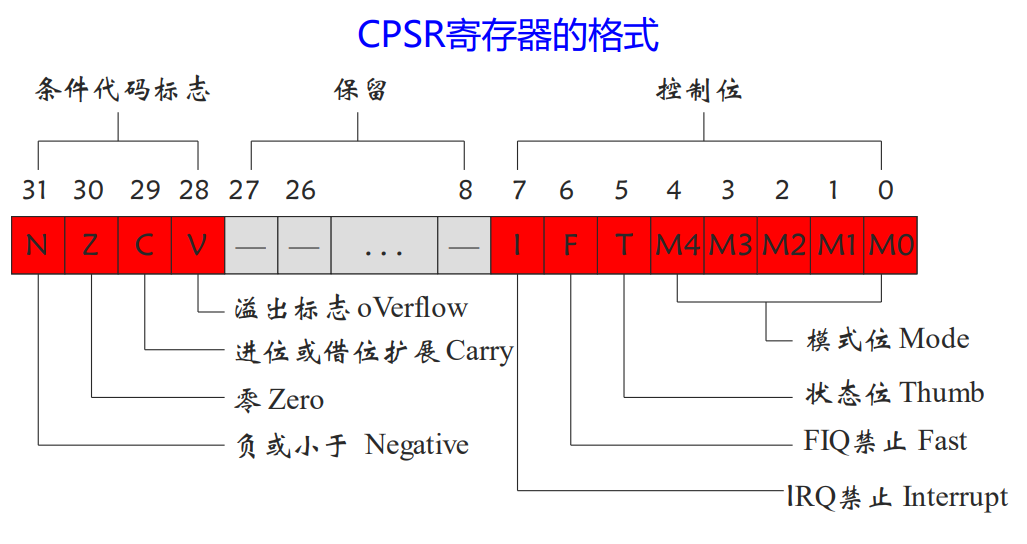 CPSR寄存器的格式
条件代码标志 保留 控制位
31 30 29 28 27 26 8 7 6 5 4 3 2 1 0
N Z C V — — ... — I F T M4 M3 M2 M1 M0
溢出标志 oVerflow
进位或借位扩展 Carry
零 Zero
负或小于 Negative
模式位 Mode
状态位 Thumb
FIQ禁止 Fast
IRQ禁止 Interrupt